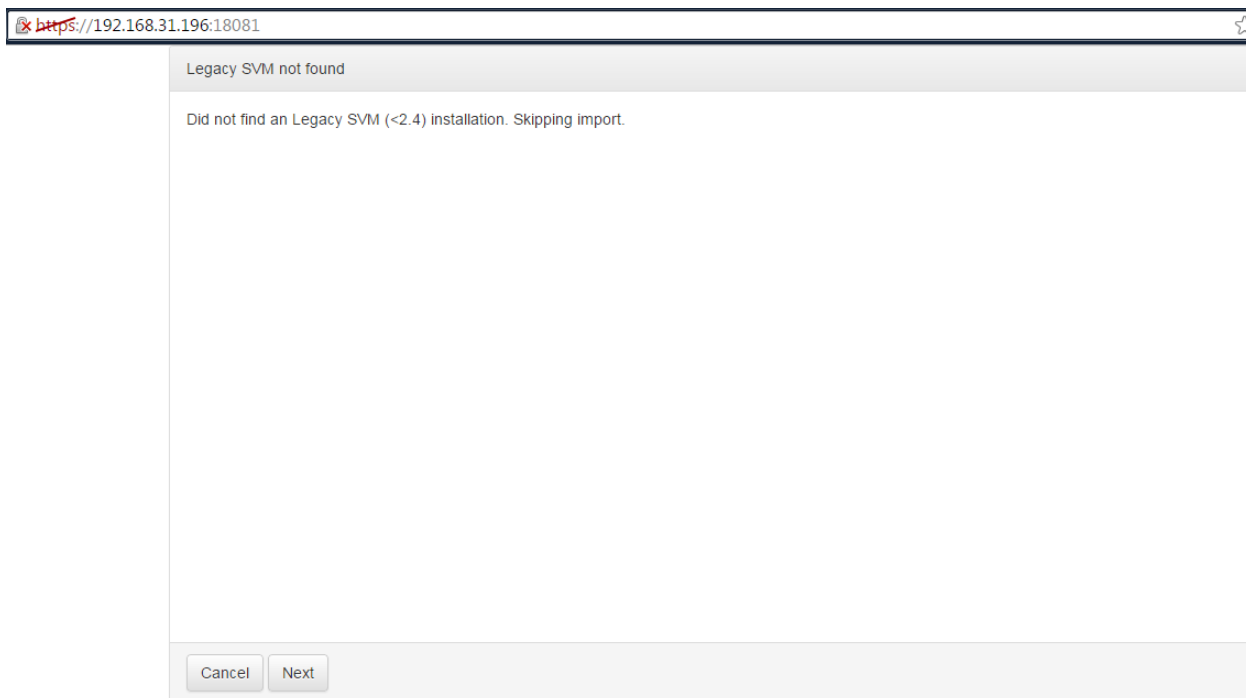 https://192.168.31.196:18081
Legacy SVM not found
Did not find an Legacy SVM (<2.4) installation. Skipping import.
Cancel Next